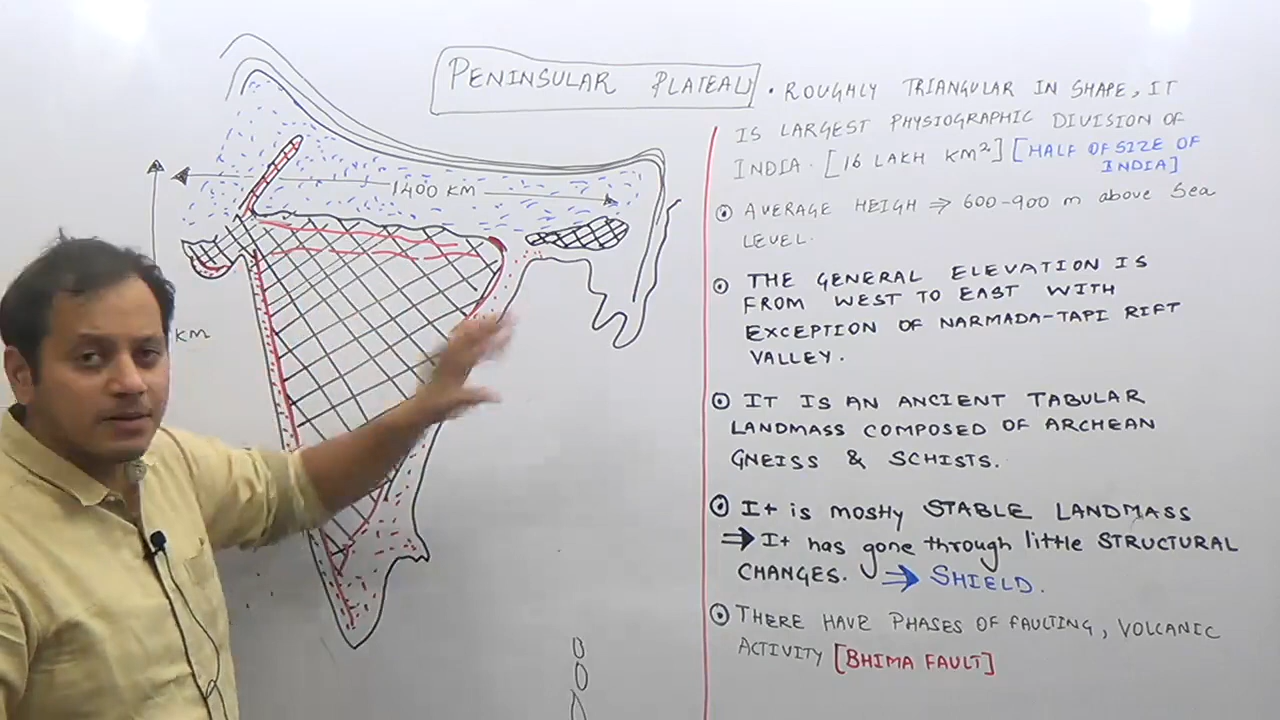 PENINSULAR PLATEAU
1400 KM
KM
• ROUGHLY TRIANGULAR IN SHAPE, IT
IS LARGEST PHYSIOGRAPHIC DIVISION OF
INDIA. [16 LAKH KM²] [HALF OF SIZE OF
INDIA]
AVERAGE HEIGH ⇒ 600-900 m above Sea
LEVEL.
THE GENERAL ELEVATION IS
FROM WEST TO EAST WITH
EXCEPTION OF NARMADA-TAPI RIFT
VALLEY.
IT IS AN ANCIENT TABULAR
LANDMASS COMPOSED OF ARCHEAN
GNEISS & SCHISTS.
It is mostly STABLE LANDMASS
⇒ It has gone through little STRUCTURAL
CHANGES. ⇒ SHIELD.
THERE HAVE PHASES OF FAULTING, VOLCANIC
ACTIVITY [BHIMA FAULT]